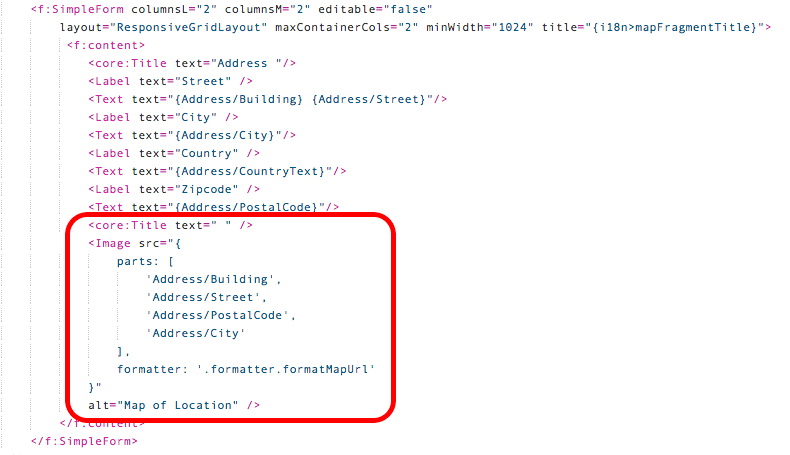 <f:SimpleForm columnsL="2" columnsM="2" editable="false"
layout="ResponsiveGridLayout" maxContainerCols="2" minWidth="1024" title="{i18n>mapFragmentTitle}">
<f:content>
<core:Title text="Address "/>
<Label text="Street" />
<Text text="{Address/Building} {Address/Street}"/>
<Label text="City" />
<Text text="{Address/City}"/>
<Label text="Country" />
<Text text="{Address/CountryText}"/>
<Label text="Zipcode" />
<Text text="{Address/PostalCode}"/>
<core:Title text=" " />
<Image src="{
parts: [
'Address/Building',
'Address/Street',
'Address/PostalCode',
'Address/City'
],
formatter: '.formatter.formatMapUrl'
}"
alt="Map of Location" />
</f:content>
</f:SimpleForm>